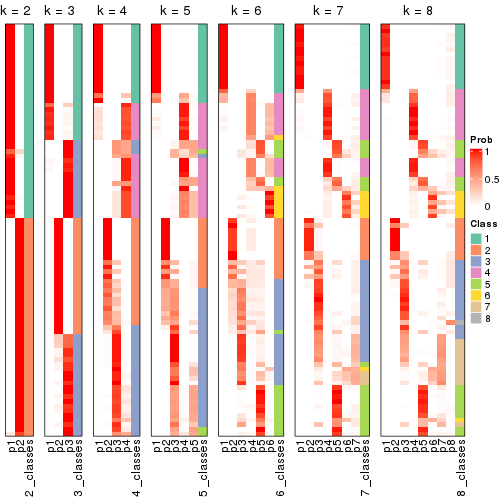 k = 2 k = 3 k = 4 k = 5 k = 6 k = 7 k = 8
Prob
1
0.5
0
Class
1
2
3
4
5
6
7
8
p1 p2 2_classes
p1 p2 p3 3_classes
p1 p2 p3 p4 4_classes
p1 p2 p3 p4 p5 5_classes
p1 p2 p3 p4 p5 p6 6_classes
p1 p2 p3 p4 p5 p6 p7 7_classes
p1 p2 p3 p4 p5 p6 p7 p8 8_classes